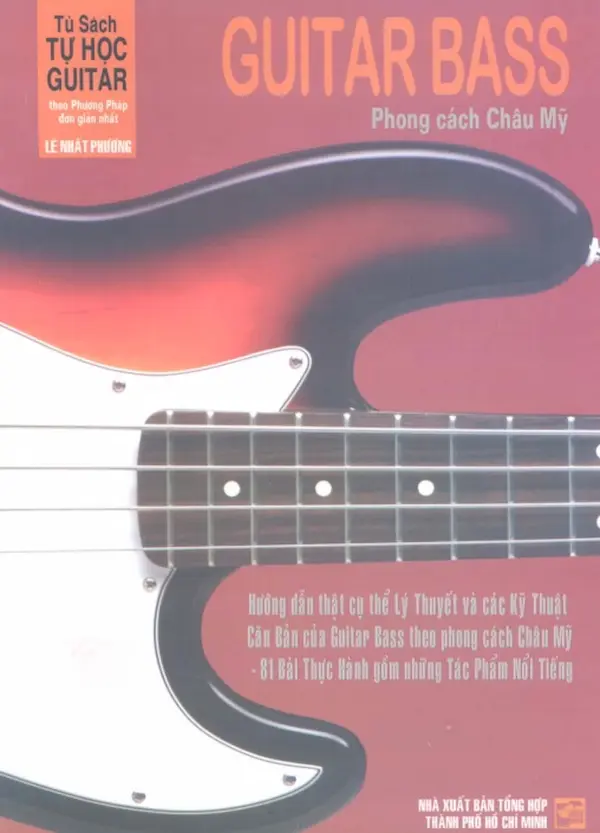 Tủ Sách
TỰ HỌC
GUITAR
theo Phương Pháp
đơn giản nhất
LÊ NHẤT PHƯƠNG
GUITAR BASS
Phong cách Châu Mỹ
Hướng dẫn thật cụ thể Lý Thuyết và các Kỹ Thuật
Căn Bản của Guitar Bass theo phong cách Châu Mỹ
- 81 Bài Thực Hành gồm những Tác Phẩm Nổi Tiếng
NHÀ XUẤT BẢN TỔNG HỢP
THÀNH PHỐ HỒ CHÍ MINH